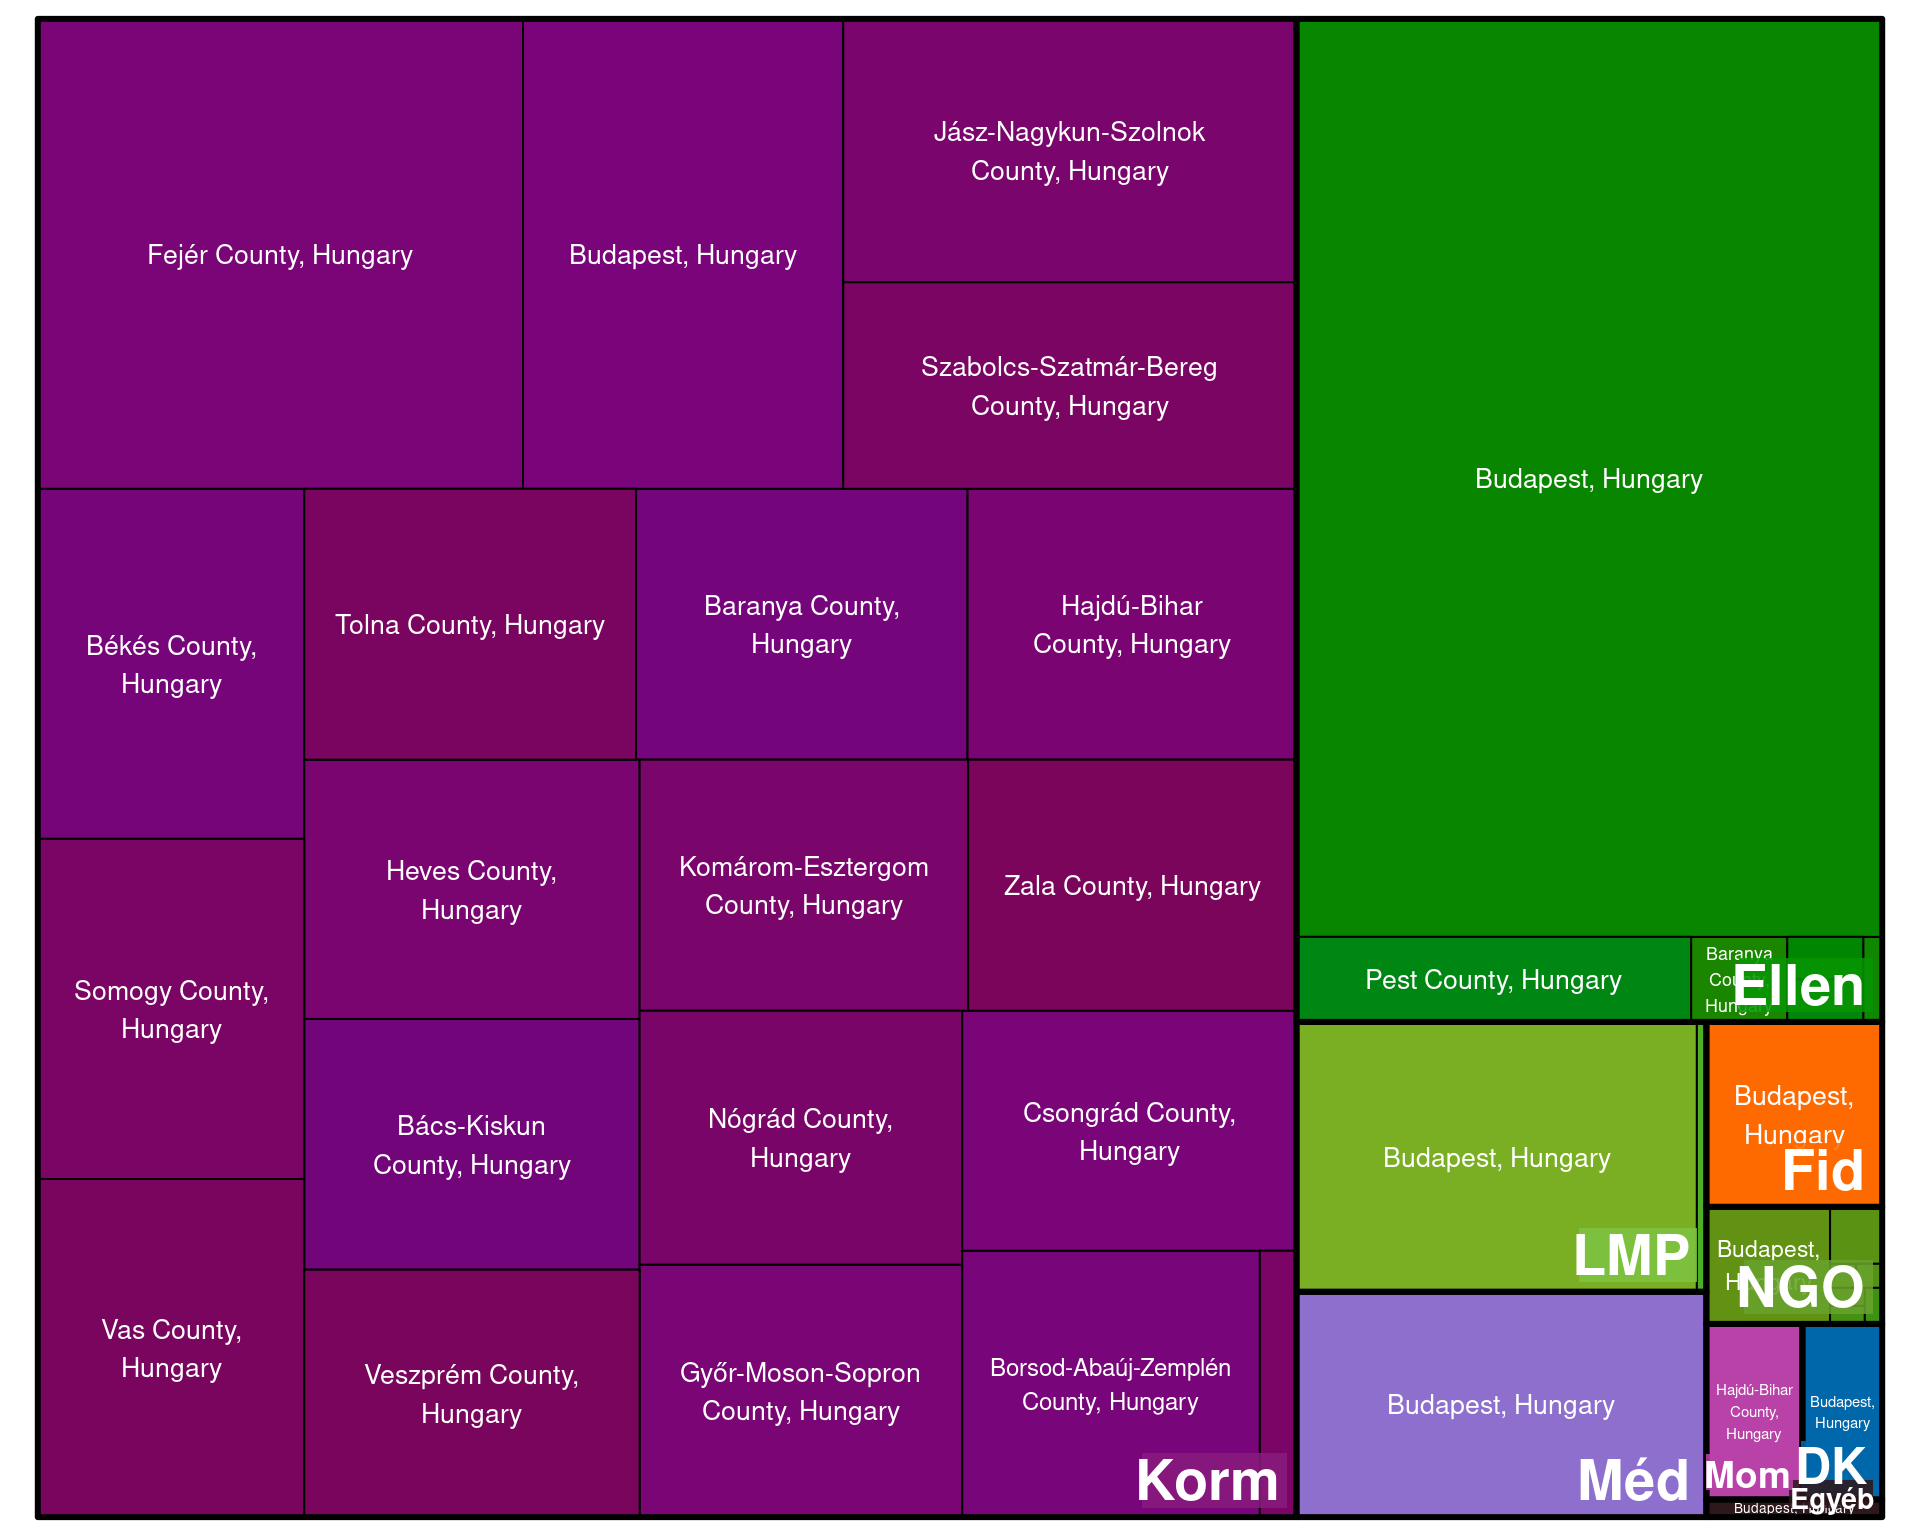 Fejér County, Hungary
Budapest, Hungary
Jász-Nagykun-Szolnok
County, Hungary
Szabolcs-Szatmár-Bereg
County, Hungary
Békés County,
Hungary
Tolna County, Hungary
Baranya County,
Hungary
Hajdú-Bihar
County, Hungary
Somogy County,
Hungary
Heves County,
Hungary
Komárom-Esztergom
County, Hungary
Zala County, Hungary
Bács-Kiskun
County, Hungary
Nógrád County,
Hungary
Csongrád County,
Hungary
Vas County,
Hungary
Veszprém County,
Hungary
Győr-Moson-Sopron
County, Hungary
Borsod-Abaúj-Zemplén
County, Hungary
Korm
Budapest, Hungary
Pest County, Hungary
Baranya
County,
Hungary
Ellen
Budapest, Hungary
LMP
Budapest,
Hungary
Fid
Budapest,
Hungary
NGO
Budapest, Hungary
Méd
Hajdú-Bihar
County,
Hungary
Mom
Budapest,
Hungary
DK
Egyéb
Budapest, Hungary